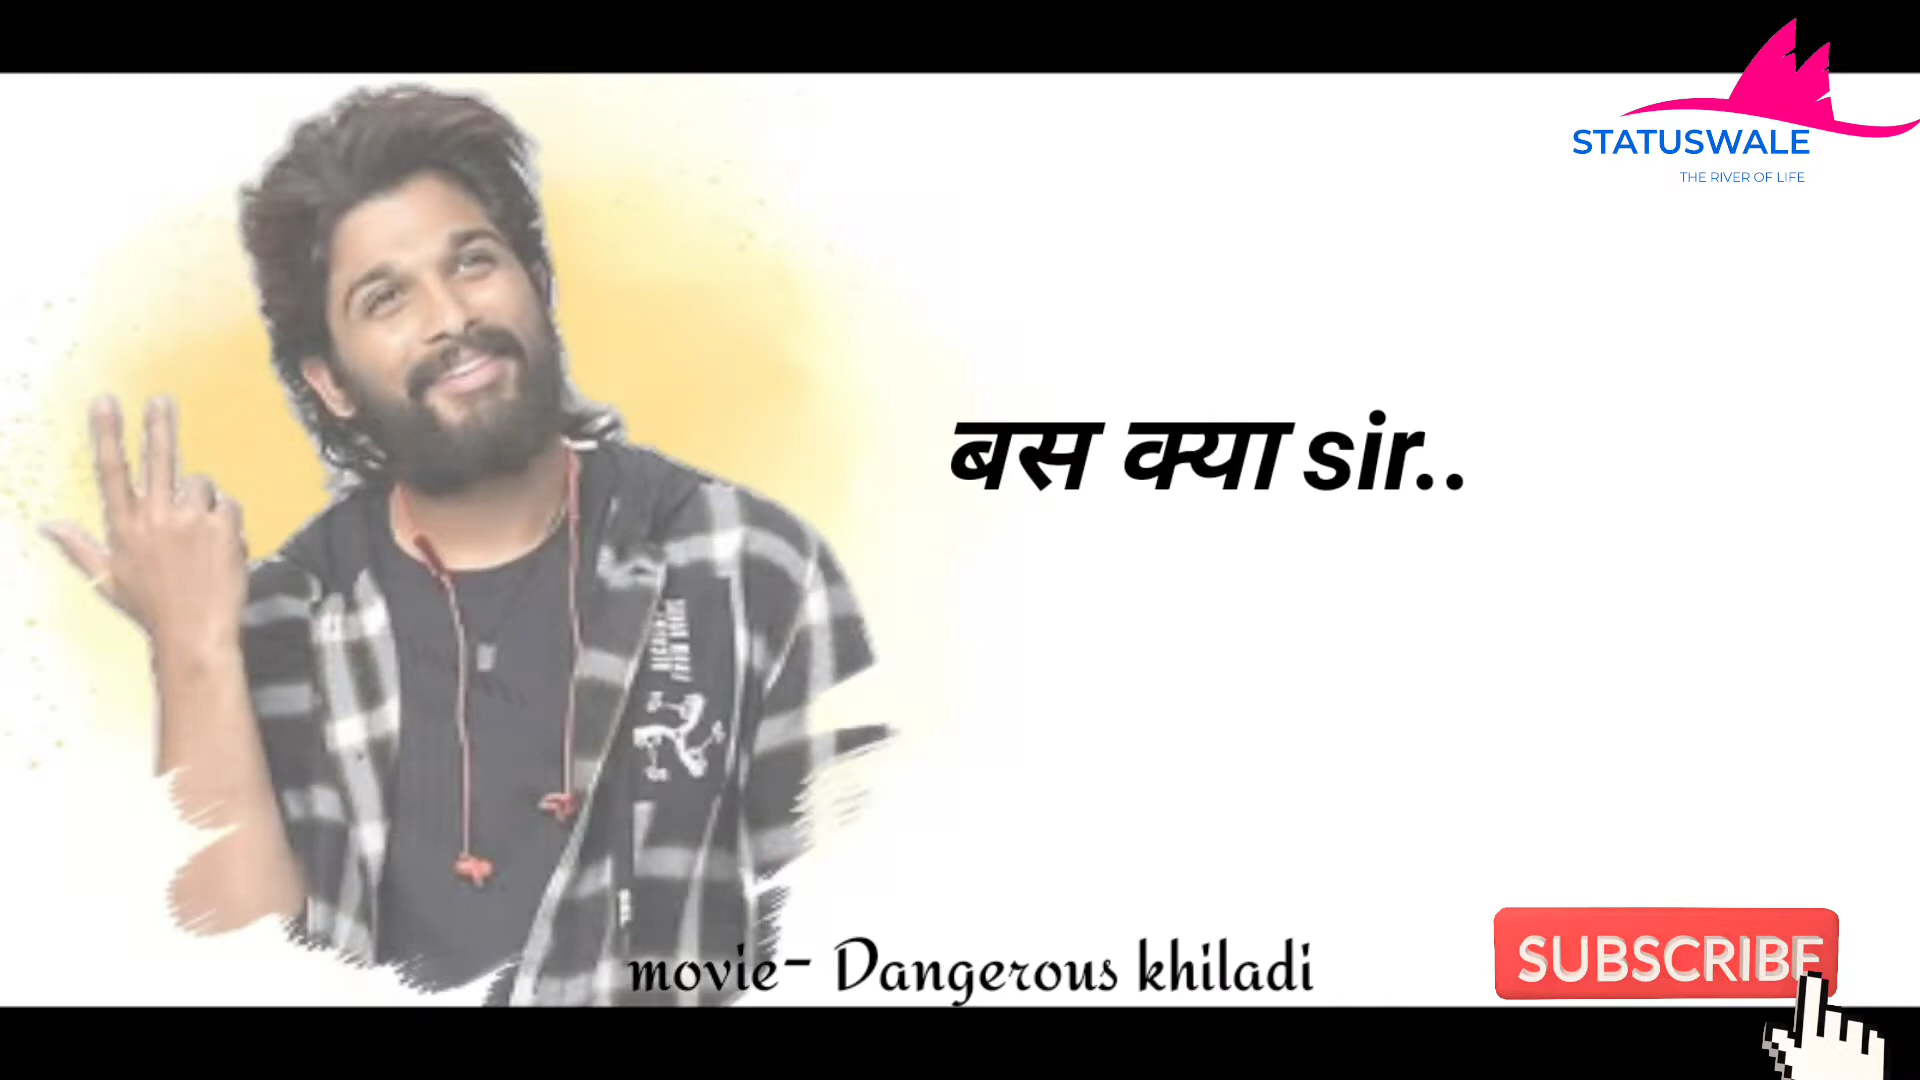 STATUSWALE
THE RIVER OF LIFE
बस क्या sir..
movie- Dangerous khiladi
SUBSCRIBE